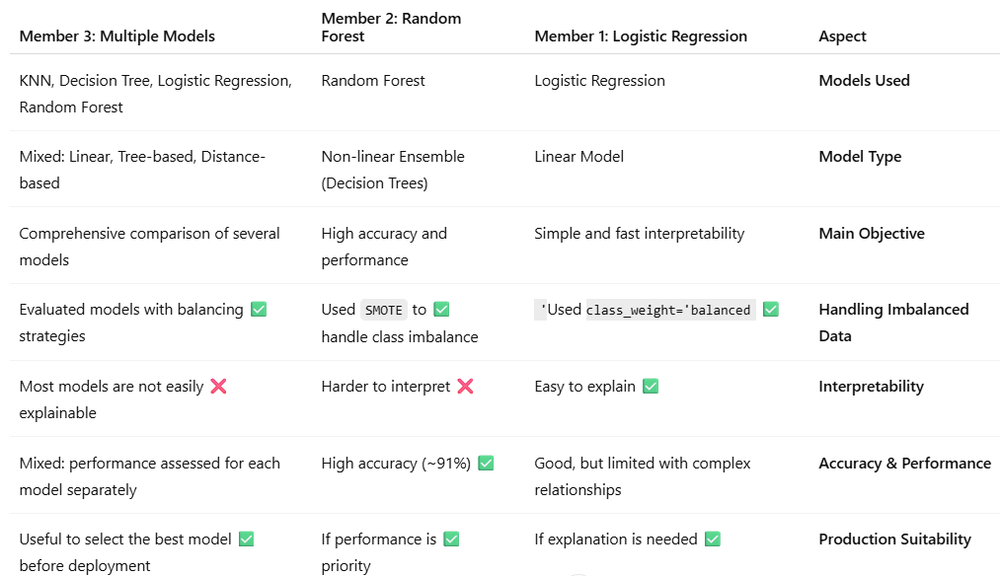 Member 3: Multiple Models
Member 2: Random
Forest
Member 1: Logistic Regression
Aspect
KNN, Decision Tree, Logistic Regression,
Random Forest
Random Forest
Logistic Regression
Models Used
Mixed: Linear, Tree-based, Distance-
based
Non-linear Ensemble
(Decision Trees)
Linear Model
Model Type
Comprehensive comparison of several
models
High accuracy and
performance
Simple and fast interpretability
Main Objective
Evaluated models with balancing ✅
strategies
Used SMOTE to ✅
handle class imbalance
'Used class_weight='balanced ✅
Handling Imbalanced
Data
Most models are not easily ❌
explainable
Harder to interpret ❌
Easy to explain ✅
Interpretability
Mixed: performance assessed for each
model separately
High accuracy (~91%) ✅
Good, but limited with complex
relationships
Accuracy & Performance
Useful to select the best model ✅
before deployment
If performance is ✅
priority
If explanation is needed ✅
Production Suitability